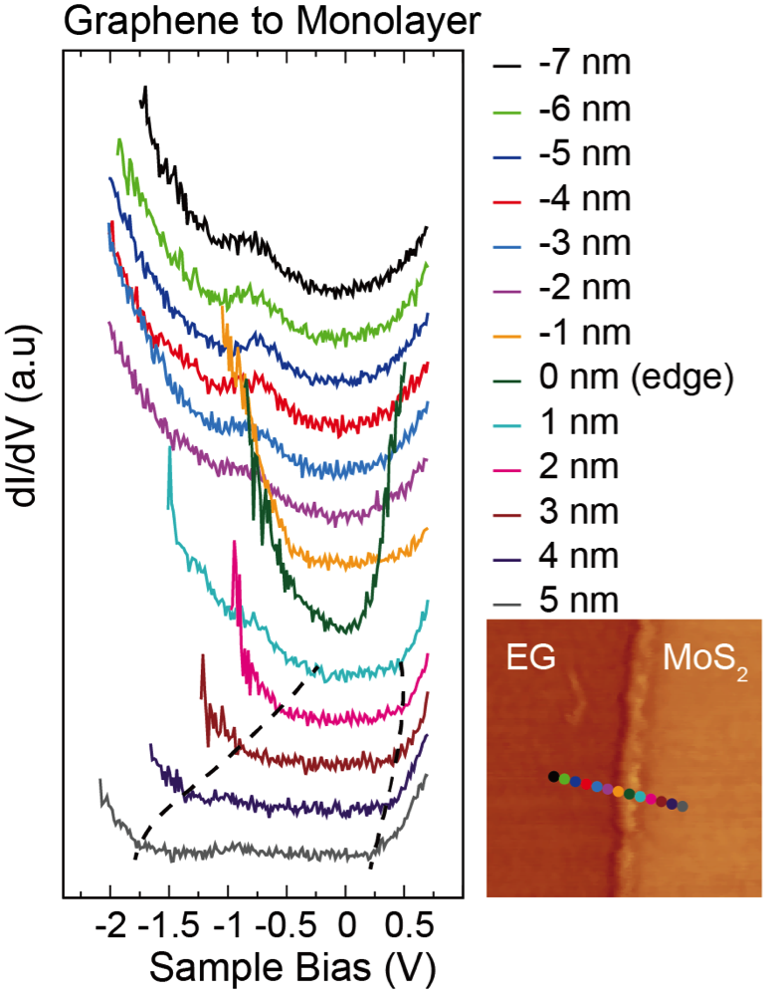 Graphene to Monolayer
-7 nm
-6 nm
-5 nm
-4 nm
-3 nm
-2 nm
-1 nm
0 nm (edge)
1 nm
2 nm
3 nm
4 nm
5 nm
dI/dV (a.u)
EG MoS₂
-2 -1.5 -1 -0.5 0 0.5
Sample Bias (V)